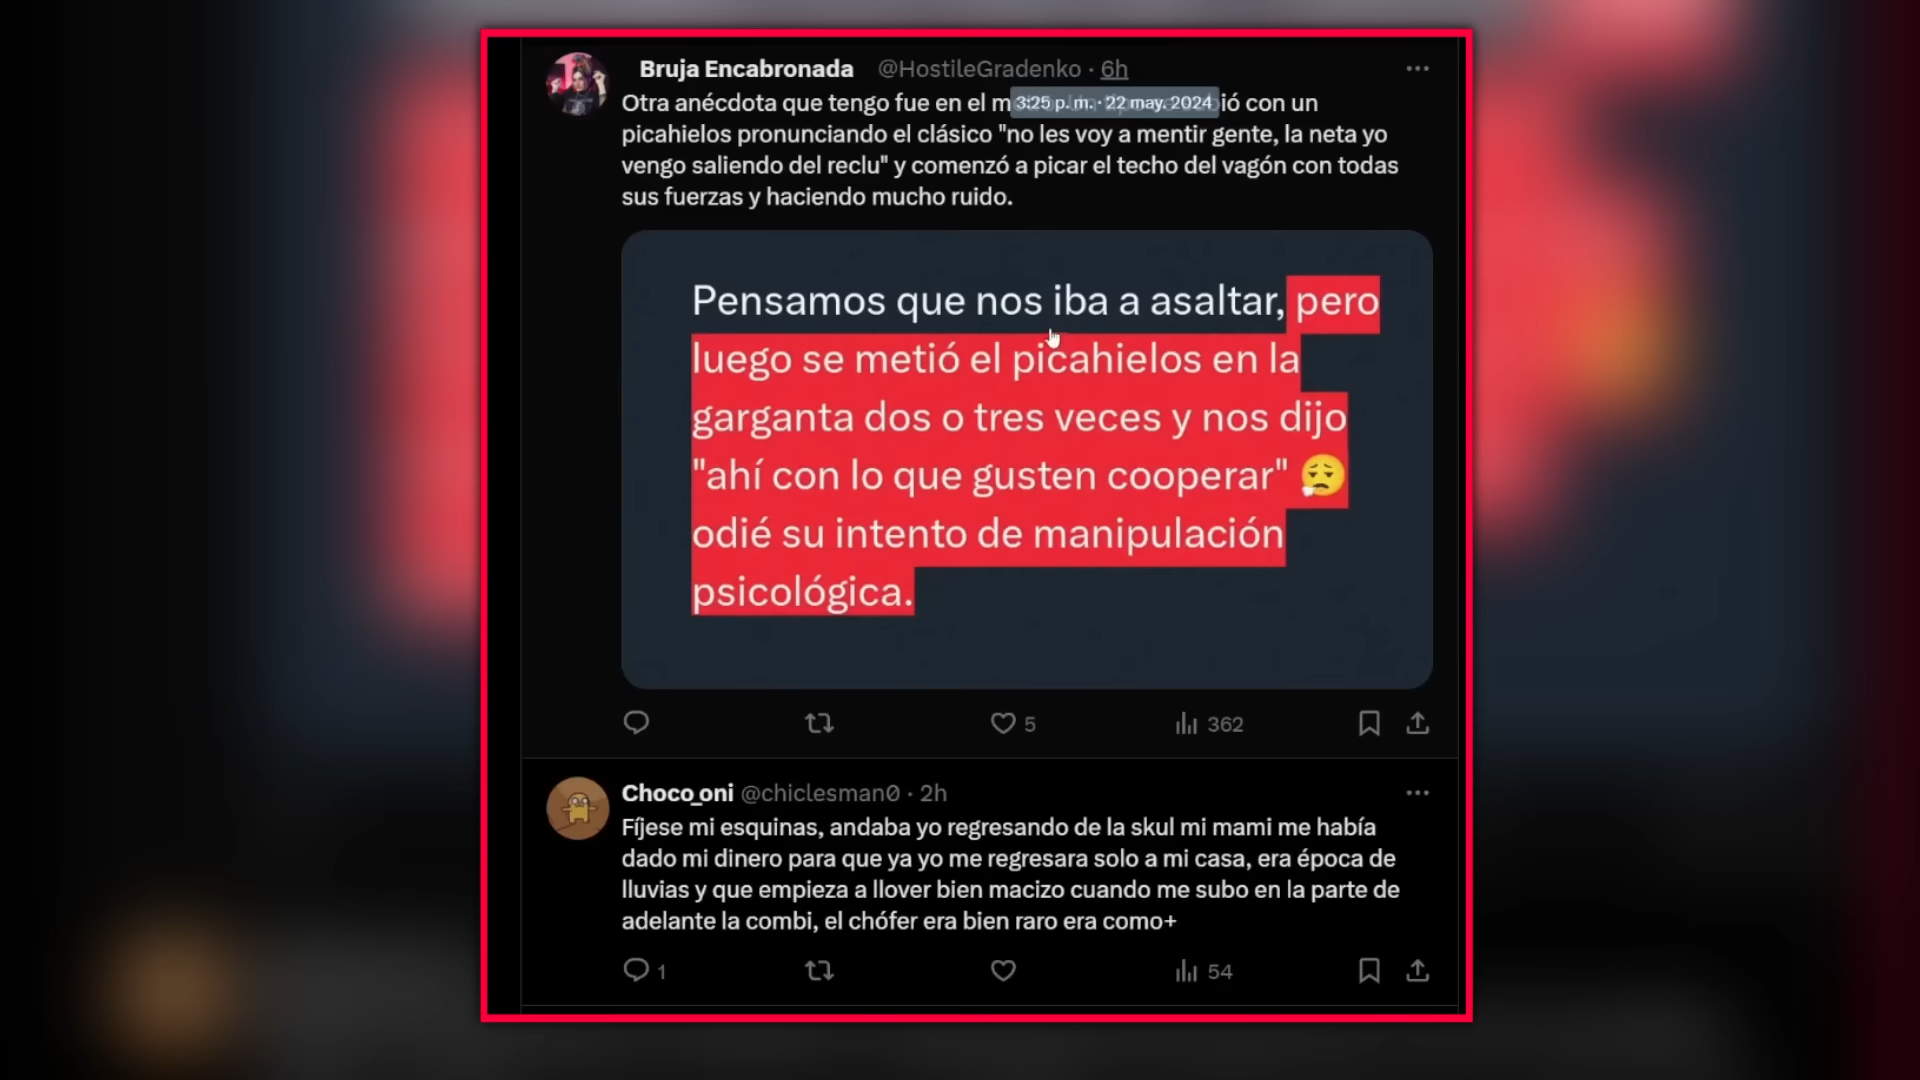 Bruja Encabronada @HostileGradenko · 6h
Otra anécdota que tengo fue en el m 3:25 p. m. · 22 may. 2024 ió con un
picahielos pronunciando el clásico "no les voy a mentir gente, la neta yo
vengo saliendo del reclu" y comenzó a picar el techo del vagón con todas
sus fuerzas y haciendo mucho ruido.
Pensamos que nos iba a asaltar, pero
luego se metió el picahielos en la
garganta dos o tres veces y nos dijo
"ahí con lo que gusten cooperar" 😮‍💨
odié su intento de manipulación
psicológica.
5 362
Choco_oni @chiclesman0 · 2h
Fíjese mi esquinas, andaba yo regresando de la skul mi mami me había
dado mi dinero para que ya yo me regresara solo a mi casa, era época de
lluvias y que empieza a llover bien macizo cuando me subo en la parte de
adelante la combi, el chófer era bien raro era como+
1 54